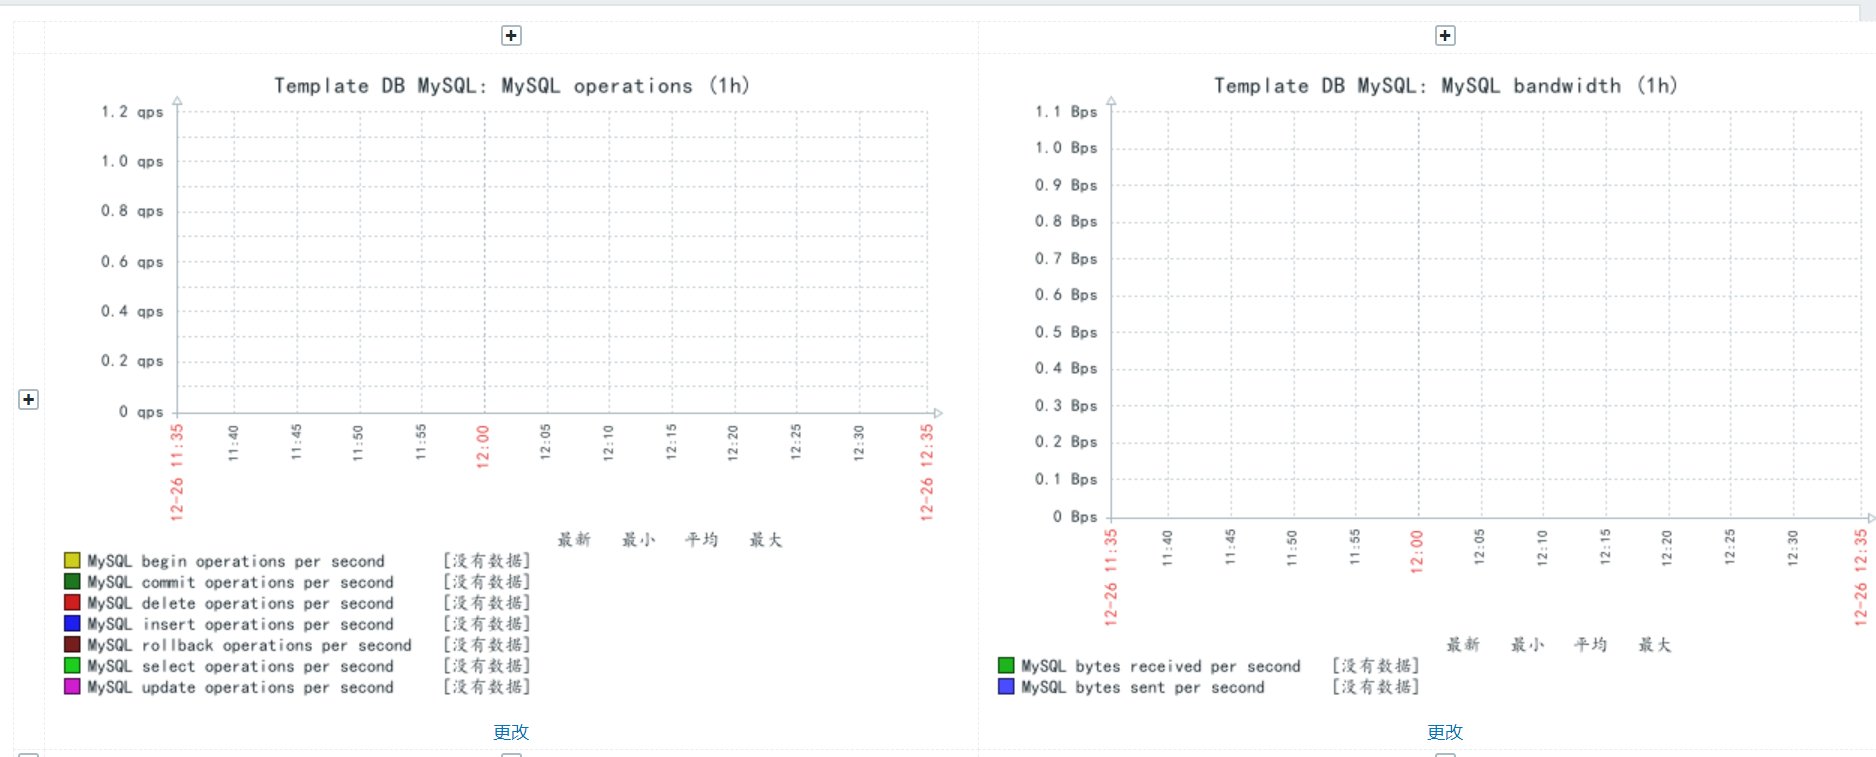 Template DB MySQL: MySQL operations (1h)
1.2 qps
1.0 qps
0.8 qps
0.6 qps
0.4 qps
0.2 qps
0 qps
12-26 11:35
11:40
11:45
11:50
11:55
12:00
12:05
12:10
12:15
12:20
12:25
12:30
12-26 12:35
最新 最小 平均 最大
MySQL begin operations per second [没有数据]
MySQL commit operations per second [没有数据]
MySQL delete operations per second [没有数据]
MySQL insert operations per second [没有数据]
MySQL rollback operations per second [没有数据]
MySQL select operations per second [没有数据]
MySQL update operations per second [没有数据]
更改
Template DB MySQL: MySQL bandwidth (1h)
1.1 Bps
1.0 Bps
0.9 Bps
0.8 Bps
0.7 Bps
0.6 Bps
0.5 Bps
0.4 Bps
0.3 Bps
0.2 Bps
0.1 Bps
0 Bps
12-26 11:35
11:40
11:45
11:50
11:55
12:00
12:05
12:10
12:15
12:20
12:25
12:30
12-26 12:35
最新 最小 平均 最大
MySQL bytes received per second [没有数据]
MySQL bytes sent per second [没有数据]
更改